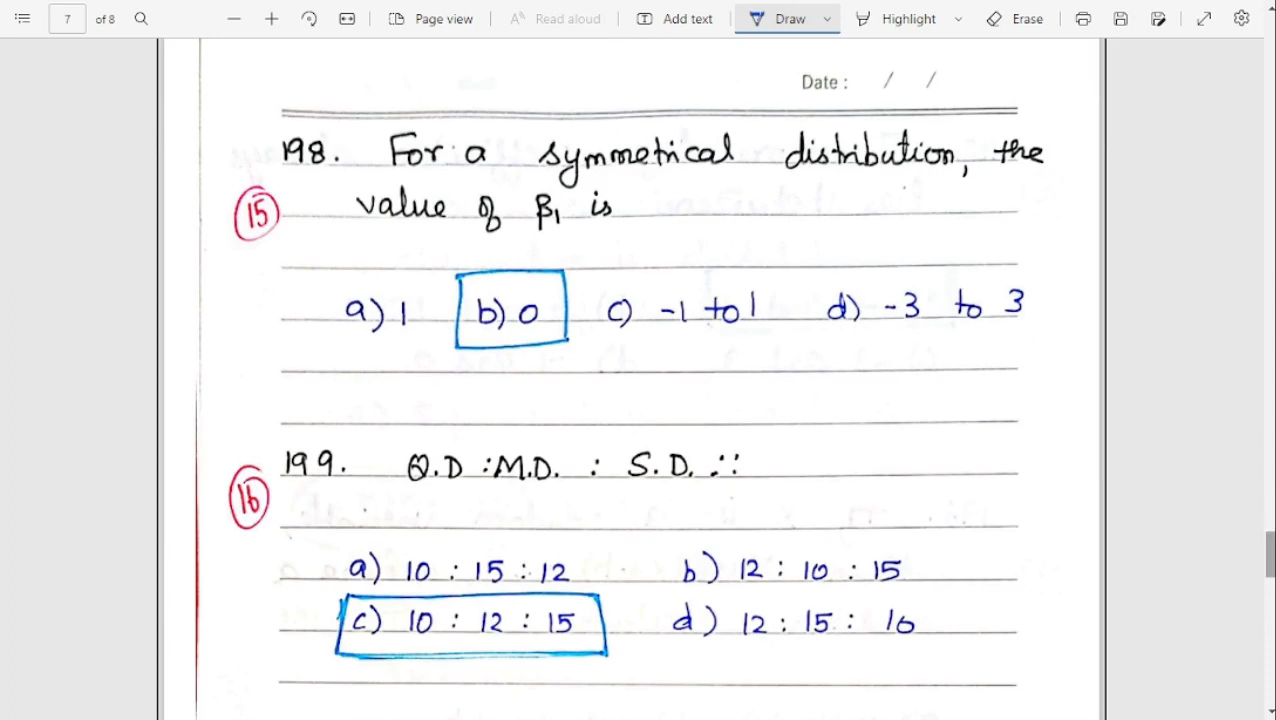 7 of 8 Page view Read aloud Add text Draw Highlight Erase
Date : / /
198. For a symmetrical distribution, the
15 value of β₁ is
a) 1 b) 0 c) -1 to 1 d) -3 to 3
199. Q.D : M.D. : S.D. ::
16
a) 10 : 15 : 12 b) 12 : 10 : 15
c) 10 : 12 : 15 d) 12 : 15 : 10